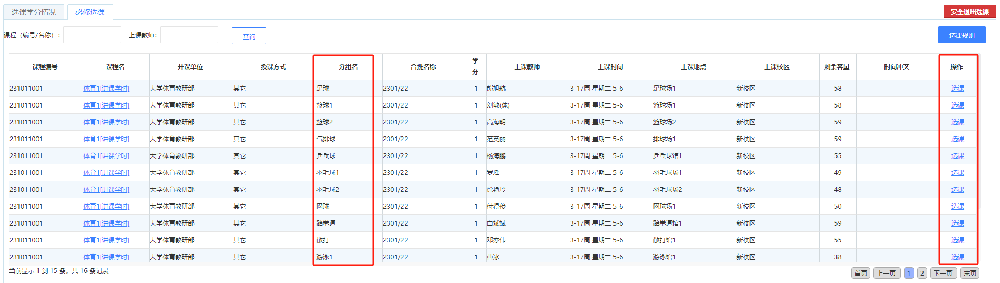 选课学分情况 必修选课 安全退出选课
课程（编号/名称）： 上课教师： 查询 选课规则
课程编号 课程名 开课单位 授课方式 分组名 合班名称 学分 上课教师 上课时间 上课地点 上课校区 剩余容量 时间冲突 操作
231011001 体育1[讲课学时] 大学体育教研部 其它 足球 2301/22 1 熊旭航 3-17周 星期二 5-6 足球场1 新校区 58 选课
231011001 体育1[讲课学时] 大学体育教研部 其它 篮球1 2301/22 1 刘敏(体) 3-17周 星期二 5-6 篮球场1 新校区 58 选课
231011001 体育1[讲课学时] 大学体育教研部 其它 篮球2 2301/22 1 高海明 3-17周 星期二 5-6 篮球场2 新校区 59 选课
231011001 体育1[讲课学时] 大学体育教研部 其它 气排球 2301/22 1 范英丽 3-17周 星期二 5-6 排球场1 新校区 59 选课
231011001 体育1[讲课学时] 大学体育教研部 其它 乒乓球 2301/22 1 杨海鹏 3-17周 星期二 5-6 乒乓球馆1 新校区 55 选课
231011001 体育1[讲课学时] 大学体育教研部 其它 羽毛球1 2301/22 1 罗瑶 3-17周 星期二 5-6 羽毛球场1 新校区 49 选课
231011001 体育1[讲课学时] 大学体育教研部 其它 羽毛球2 2301/22 1 徐艳玲 3-17周 星期二 5-6 羽毛球场2 新校区 48 选课
231011001 体育1[讲课学时] 大学体育教研部 其它 网球 2301/22 1 付得俊 3-17周 星期二 5-6 网球场1 新校区 50 选课
231011001 体育1[讲课学时] 大学体育教研部 其它 跆拳道 2301/22 1 白斌斌 3-17周 星期二 5-6 跆拳道馆1 新校区 59 选课
231011001 体育1[讲课学时] 大学体育教研部 其它 散打 2301/22 1 邓亦伟 3-17周 星期二 5-6 散打馆1 新校区 55 选课
231011001 体育1[讲课学时] 大学体育教研部 其它 游泳1 2301/22 1 曹冰 3-17周 星期二 5-6 游泳馆1 新校区 38 选课
当前显示 1 到 15 条，共 16 条记录 首页 上一页 1 2 下一页 末页